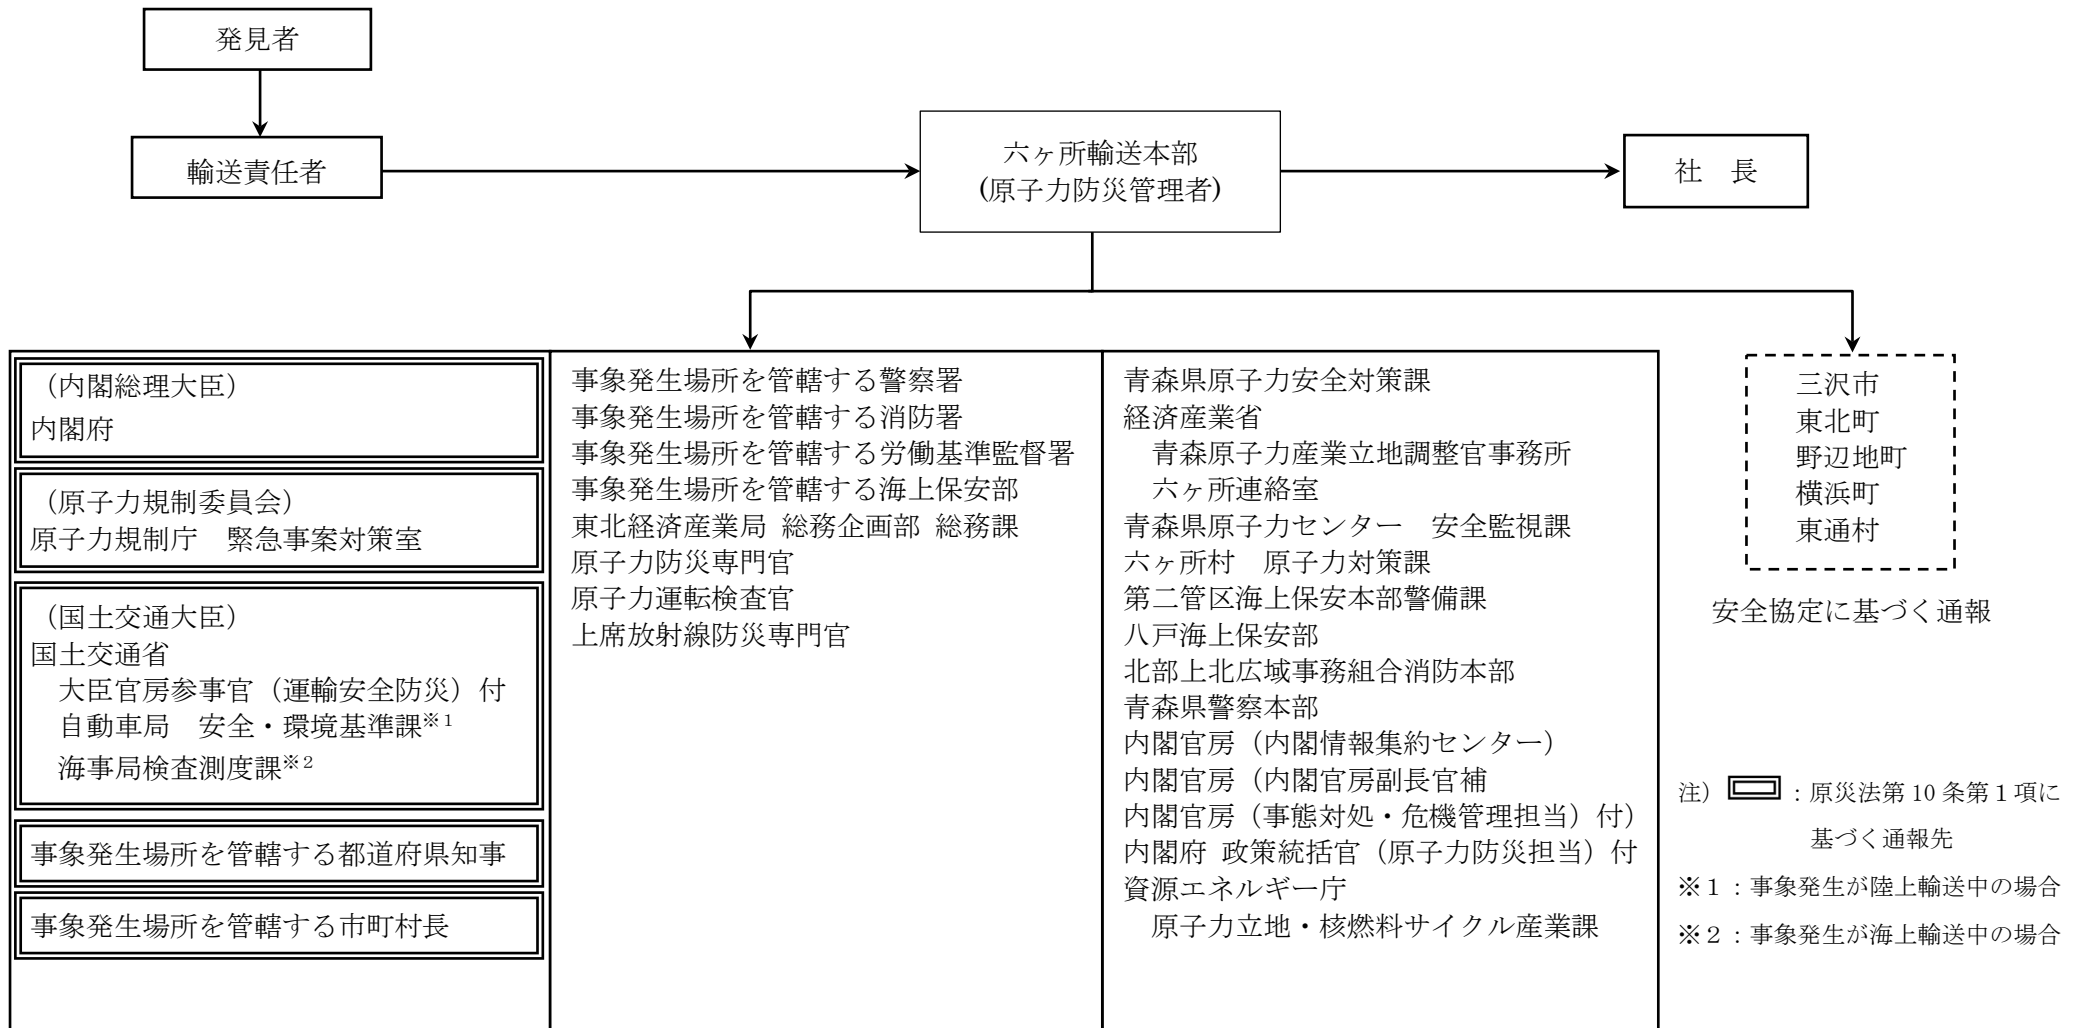 発見者
輸送責任者
六ヶ所輸送本部
(原子力防災管理者)
社　長
（内閣総理大臣）
内閣府
（原子力規制委員会）
原子力規制庁　緊急事案対策室
（国土交通大臣）
国土交通省
大臣官房参事官（運輸安全防災）付
自動車局　安全・環境基準課※1
海事局検査測度課※2
事象発生場所を管轄する都道府県知事
事象発生場所を管轄する市町村長
事象発生場所を管轄する警察署
事象発生場所を管轄する消防署
事象発生場所を管轄する労働基準監督署
事象発生場所を管轄する海上保安部
東北経済産業局 総務企画部 総務課
原子力防災専門官
原子力運転検査官
上席放射線防災専門官
青森県原子力安全対策課
経済産業省
青森原子力産業立地調整官事務所
六ヶ所連絡室
青森県原子力センター　安全監視課
六ヶ所村　原子力対策課
第二管区海上保安本部警備課
八戸海上保安部
北部上北広域事務組合消防本部
青森県警察本部
内閣官房（内閣情報集約センター）
内閣官房（内閣官房副長官補
内閣官房（事態対処・危機管理担当）付）
内閣府 政策統括官（原子力防災担当）付
資源エネルギー庁
原子力立地・核燃料サイクル産業課
三沢市
東北町
野辺地町
横浜町
東通村
安全協定に基づく通報
注）：原災法第10条第１項に
基づく通報先
※１：事象発生が陸上輸送中の場合
※２：事象発生が海上輸送中の場合